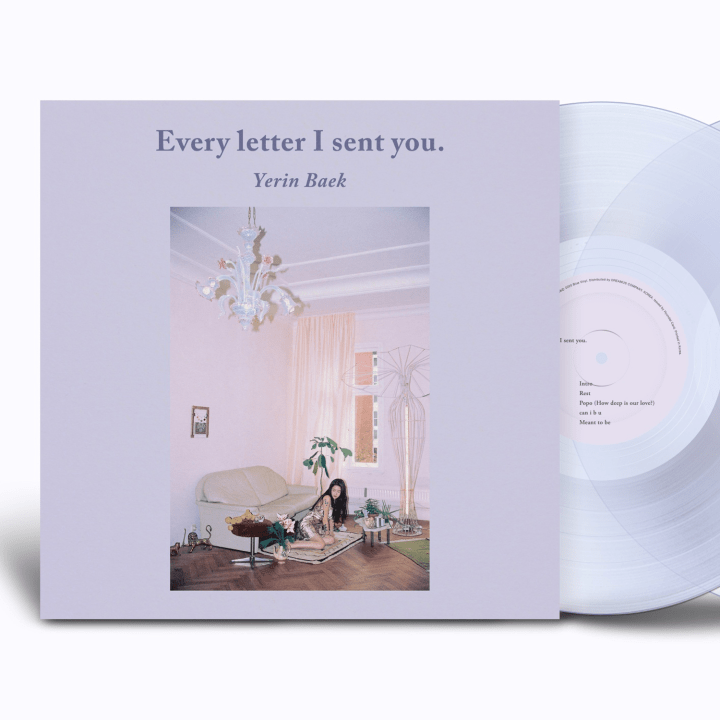 Every letter I sent you.
Yerin Baek
I sent you.
Intro
Rest
Popo (How deep is our love?)
can i b u
Meant to be